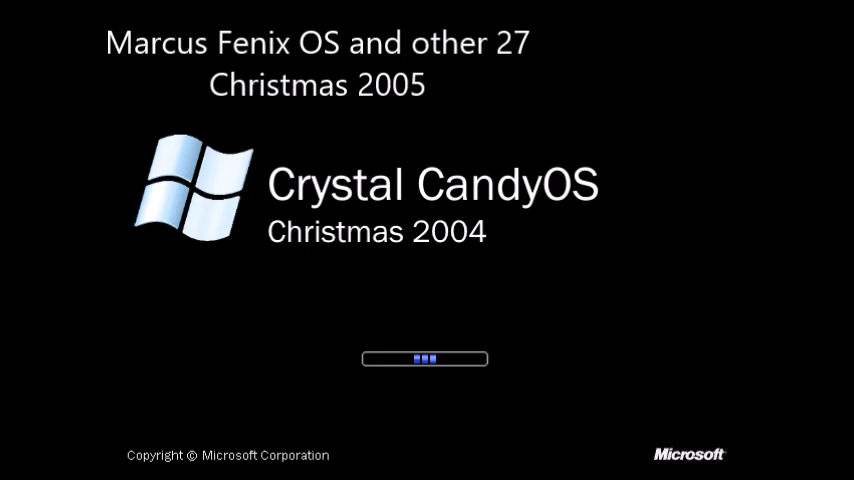 Marcus Fenix OS and other 27
Christmas 2005
Crystal CandyOS
Christmas 2004
Copyright © Microsoft Corporation
Microsoft